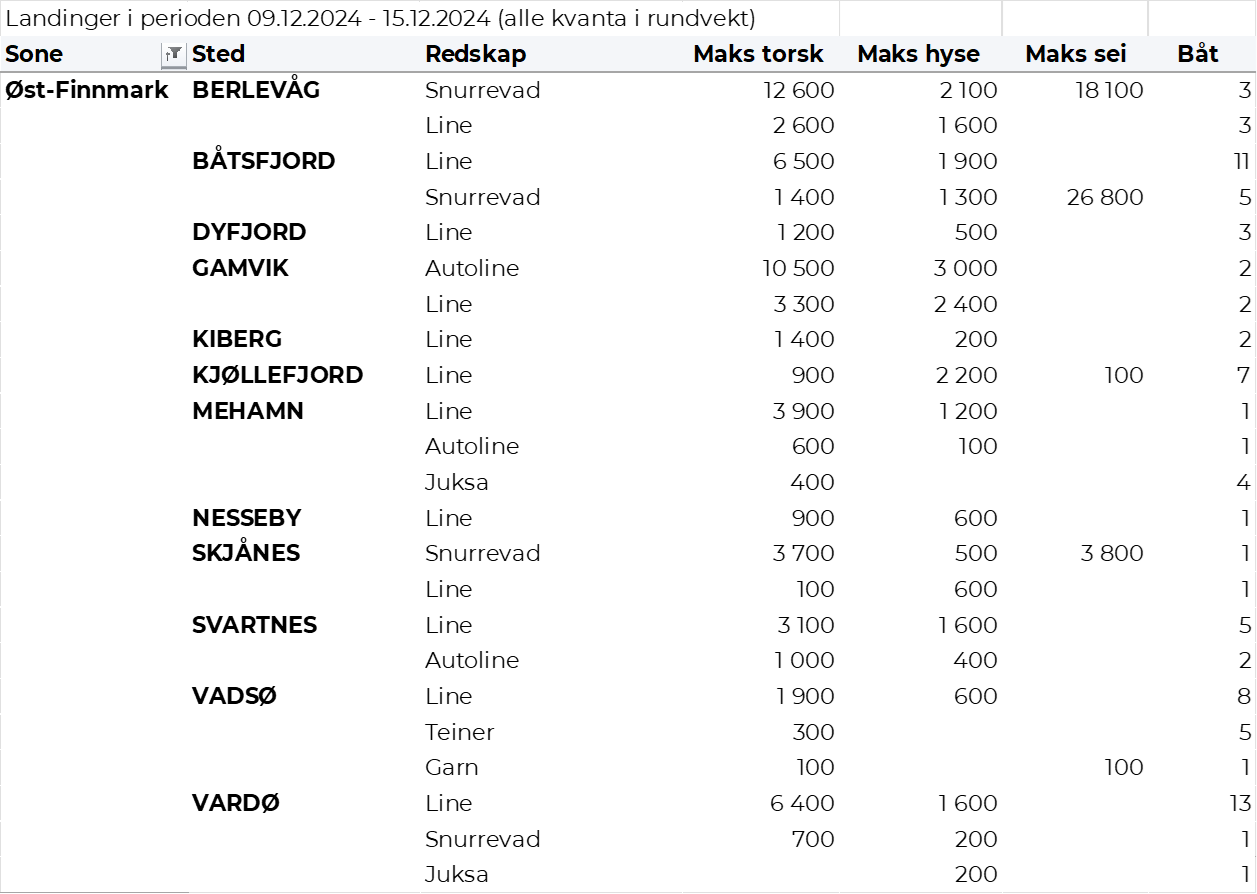 Landinger i perioden 09.12.2024 - 15.12.2024 (alle kvanta i rundvekt)
Sone Sted Redskap Maks torsk Maks hyse Maks sei Båt
Øst-Finnmark BERLEVÅG Snurrevad 12 600 2 100 18 100 3
Line 2 600 1 600 3
BÅTSFJORD Line 6 500 1 900 11
Snurrevad 1 400 1 300 26 800 5
DYFJORD Line 1 200 500 3
GAMVIK Autoline 10 500 3 000 2
Line 3 300 2 400 2
KIBERG Line 1 400 200 2
KJØLLEFJORD Line 900 2 200 100 7
MEHAMN Line 3 900 1 200 1
Autoline 600 100 1
Juksa 400 4
NESSEBY Line 900 600 1
SKJÅNES Snurrevad 3 700 500 3 800 1
Line 100 600 1
SVARTNES Line 3 100 1 600 5
Autoline 1 000 400 2
VADSØ Line 1 900 600 8
Teiner 300 5
Garn 100 100 1
VARDØ Line 6 400 1 600 13
Snurrevad 700 200 1
Juksa 200 1